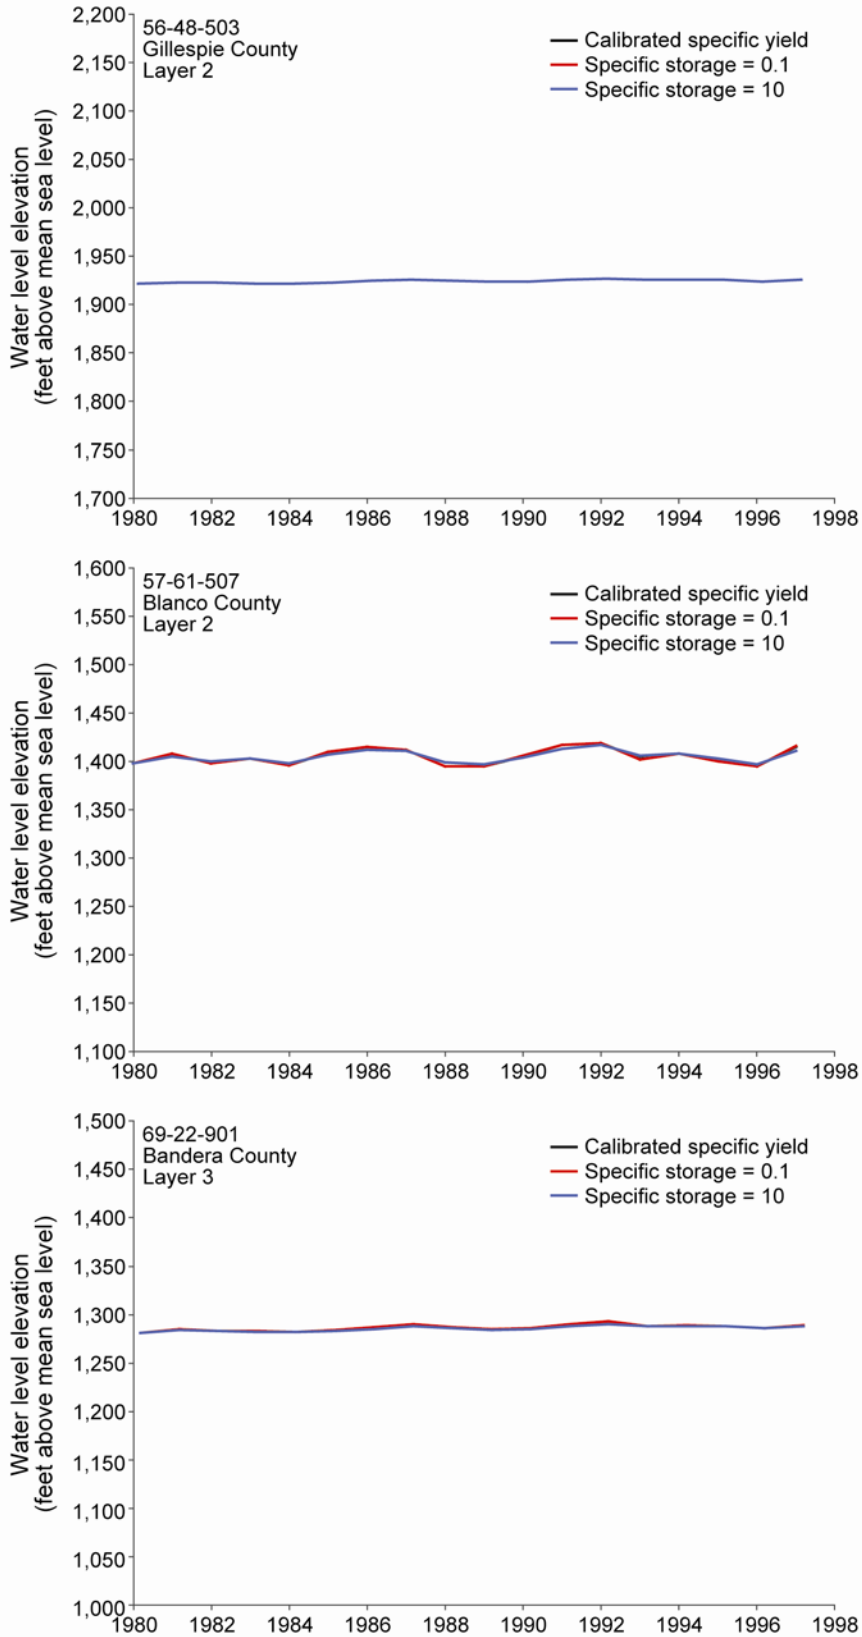 56-48-503
Gillespie County
Layer 2
Calibrated specific yield
Specific storage = 0.1
Specific storage = 10
Water level elevation
(feet above mean sea level)
2,200
2,150
2,100
2,050
2,000
1,950
1,900
1,850
1,800
1,750
1,700
1980 1982 1984 1986 1988 1990 1992 1994 1996 1998
57-61-507
Blanco County
Layer 2
Calibrated specific yield
Specific storage = 0.1
Specific storage = 10
Water level elevation
(feet above mean sea level)
1,600
1,550
1,500
1,450
1,400
1,350
1,300
1,250
1,200
1,150
1,100
1980 1982 1984 1986 1988 1990 1992 1994 1996 1998
69-22-901
Bandera County
Layer 3
Calibrated specific yield
Specific storage = 0.1
Specific storage = 10
Water level elevation
(feet above mean sea level)
1,500
1,450
1,400
1,350
1,300
1,250
1,200
1,150
1,100
1,050
1,000
1980 1982 1984 1986 1988 1990 1992 1994 1996 1998